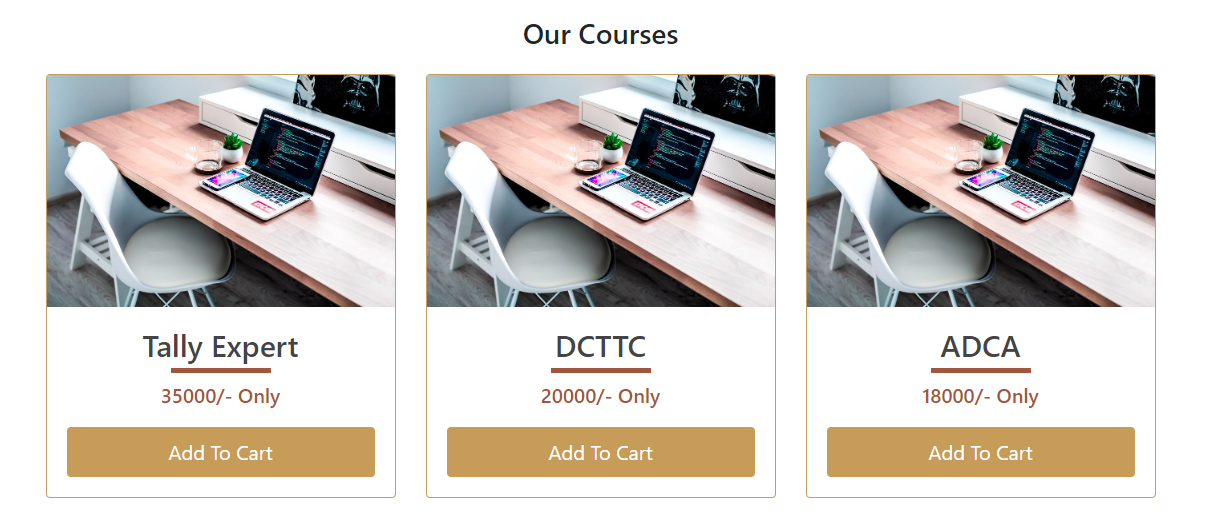 Our Courses
Tally Expert
35000/- Only
Add To Cart
DCTTC
20000/- Only
Add To Cart
ADCA
18000/- Only
Add To Cart